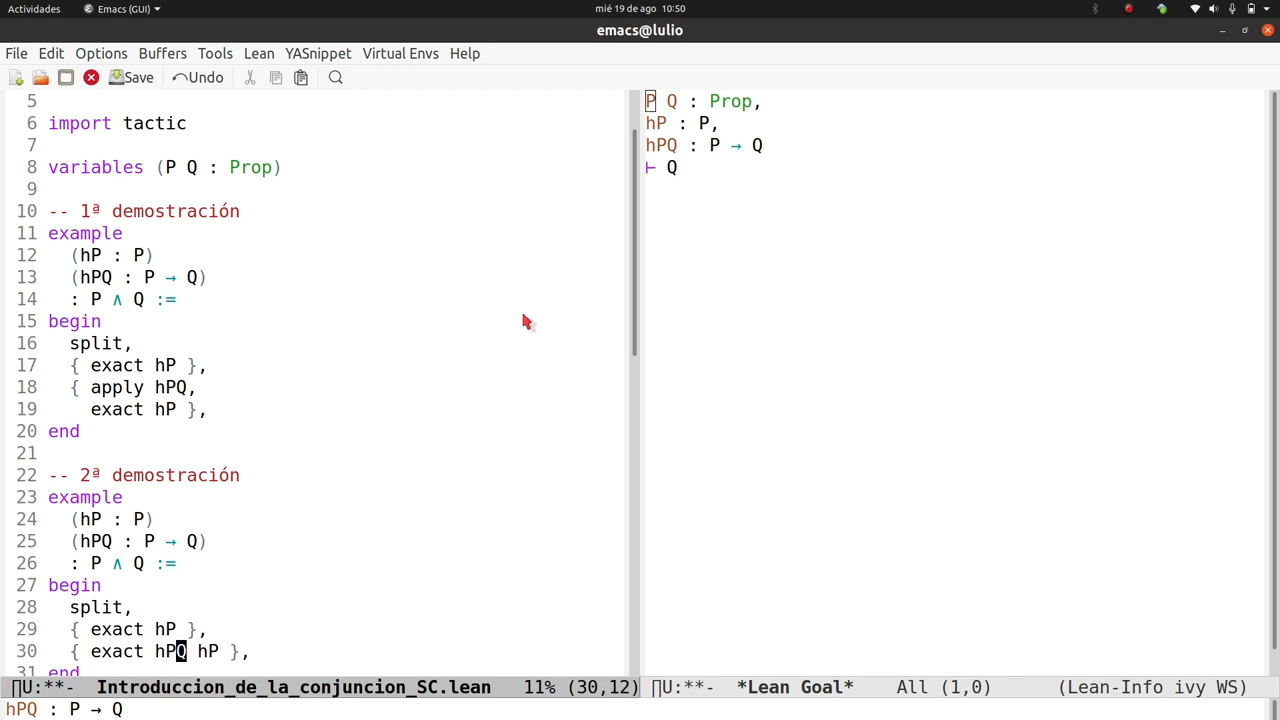 Actividades Emacs (GUI) mié 19 de ago 10:50
emacs@lulio
File Edit Options Buffers Tools Lean YASnippet Virtual Envs Help
Save Undo
5
6 import tactic
7
8 variables (P Q : Prop)
9
10 -- 1ª demostración
11 example
12 (hP : P)
13 (hPQ : P → Q)
14 : P ∧ Q :=
15 begin
16 split,
17 { exact hP },
18 { apply hPQ,
19 exact hP },
20 end
21
22 -- 2ª demostración
23 example
24 (hP : P)
25 (hPQ : P → Q)
26 : P ∧ Q :=
27 begin
28 split,
29 { exact hP },
30 { exact hPQ hP },
31 end
∏U:**- Introduccion_de_la_conjuncion_SC.lean 11% (30,12)
P Q : Prop,
hP : P,
hPQ : P → Q
⊢ Q
∏U:**- *Lean Goal* All (1,0) (Lean-Info ivy WS)
hPQ : P → Q